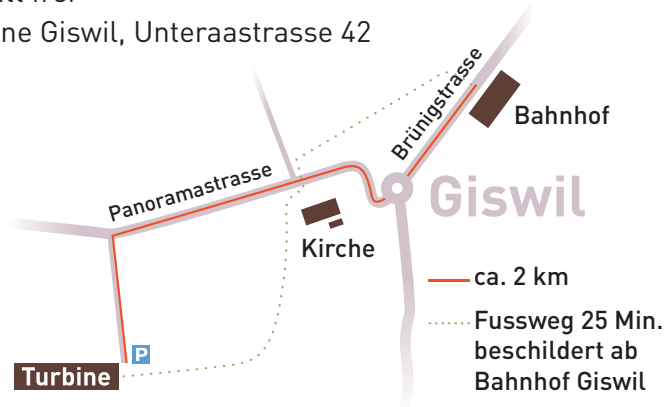 ne Giswil, Unteraastrasse 42
Brünigstrasse
Bahnhof
Panoramastrasse
Giswil
Kirche
ca. 2 km
Fussweg 25 Min.
beschildert ab
Bahnhof Giswil
P
Turbine